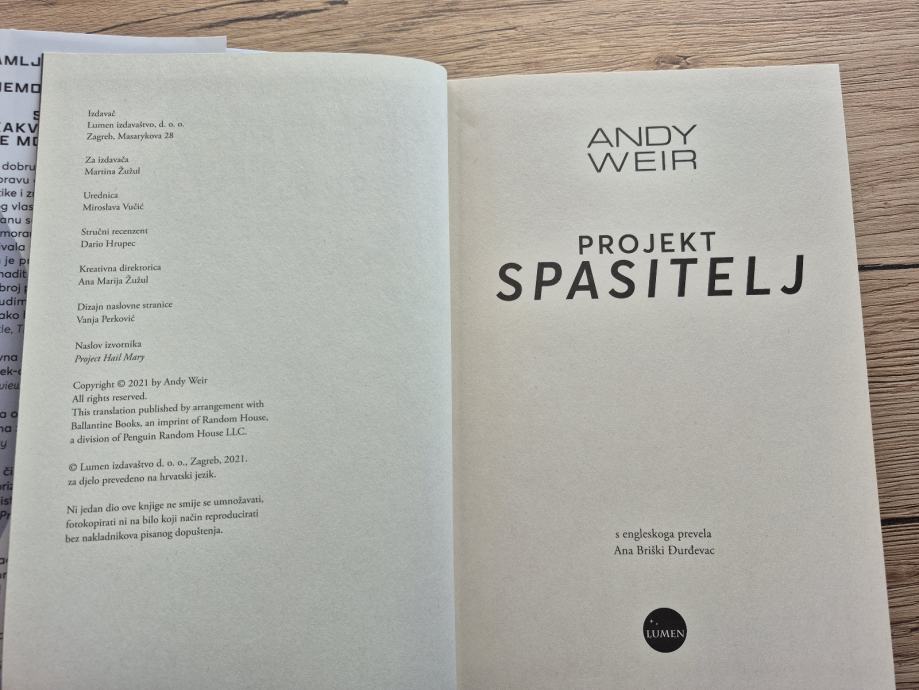 Izdavač
Lumen izdavaštvo, d. o. o.
Zagreb, Masarykova 28
Za izdavača
Martina Žužul
Urednica
Miroslava Vučić
Stručni recenzent
Dario Hrupec
Kreativna direktorica
Ana Marija Žužul
Dizajn naslovne stranice
Vanja Perković
Naslov izvornika
Project Hail Mary
Copyright © 2021 by Andy Weir
All rights reserved.
This translation published by arrangement with
Ballantine Books, an imprint of Random House,
a division of Penguin Random House LLC.
© Lumen izdavaštvo d. o. o., Zagreb, 2021.
za djelo prevedeno na hrvatski jezik.
Ni jedan dio ove knjige ne smije se umnožavati,
fotokopirati ni na bilo koji način reproducirati
bez nakladnikova pisanog dopuštenja.
ANDY
WEIR
PROJEKT
SPASITELJ
s engleskoga prevela
Ana Briški Đurđevac
LUMEN